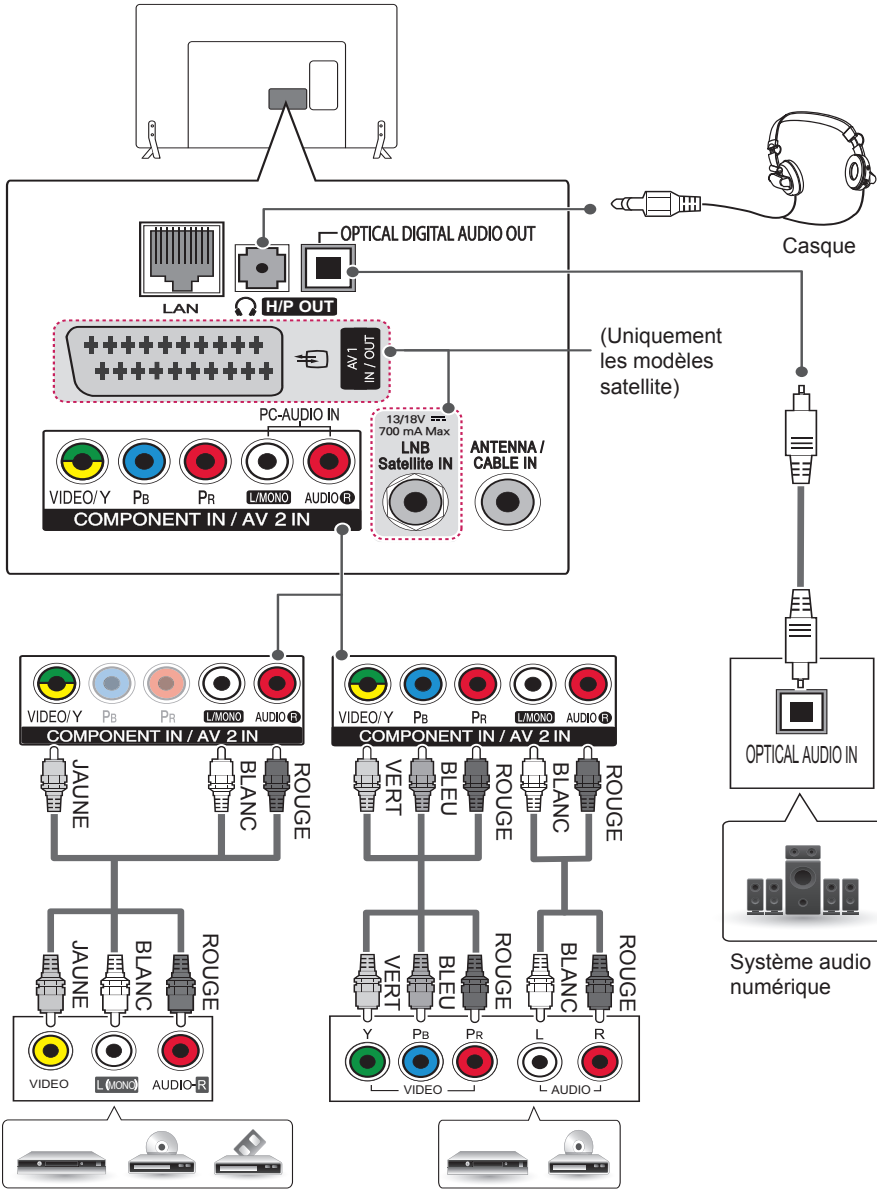 OPTICAL DIGITAL AUDIO OUT
Casque
LAN
H/P OUT
AV1
IN / OUT
(Uniquement
les modèles
satellite)
PC-AUDIO IN
13/18V
700 mA Max
LNB
Satellite IN
ANTENNA /
CABLE IN
VIDEO/Y PB PR L/MONO AUDIO R
COMPONENT IN / AV 2 IN
VIDEO/Y PB PR L/MONO AUDIO R
COMPONENT IN / AV 2 IN
VIDEO/Y PB PR L/MONO AUDIO R
COMPONENT IN / AV 2 IN
OPTICAL AUDIO IN
JAUNE
BLANC
ROUGE
VERT
BLEU
ROUGE
BLANC
ROUGE
JAUNE
BLANC
ROUGE
VERT
BLEU
ROUGE
BLANC
ROUGE
Système audio
numérique
VIDEO L(MONO) AUDIO-R
Y PB PR L R
VIDEO AUDIO